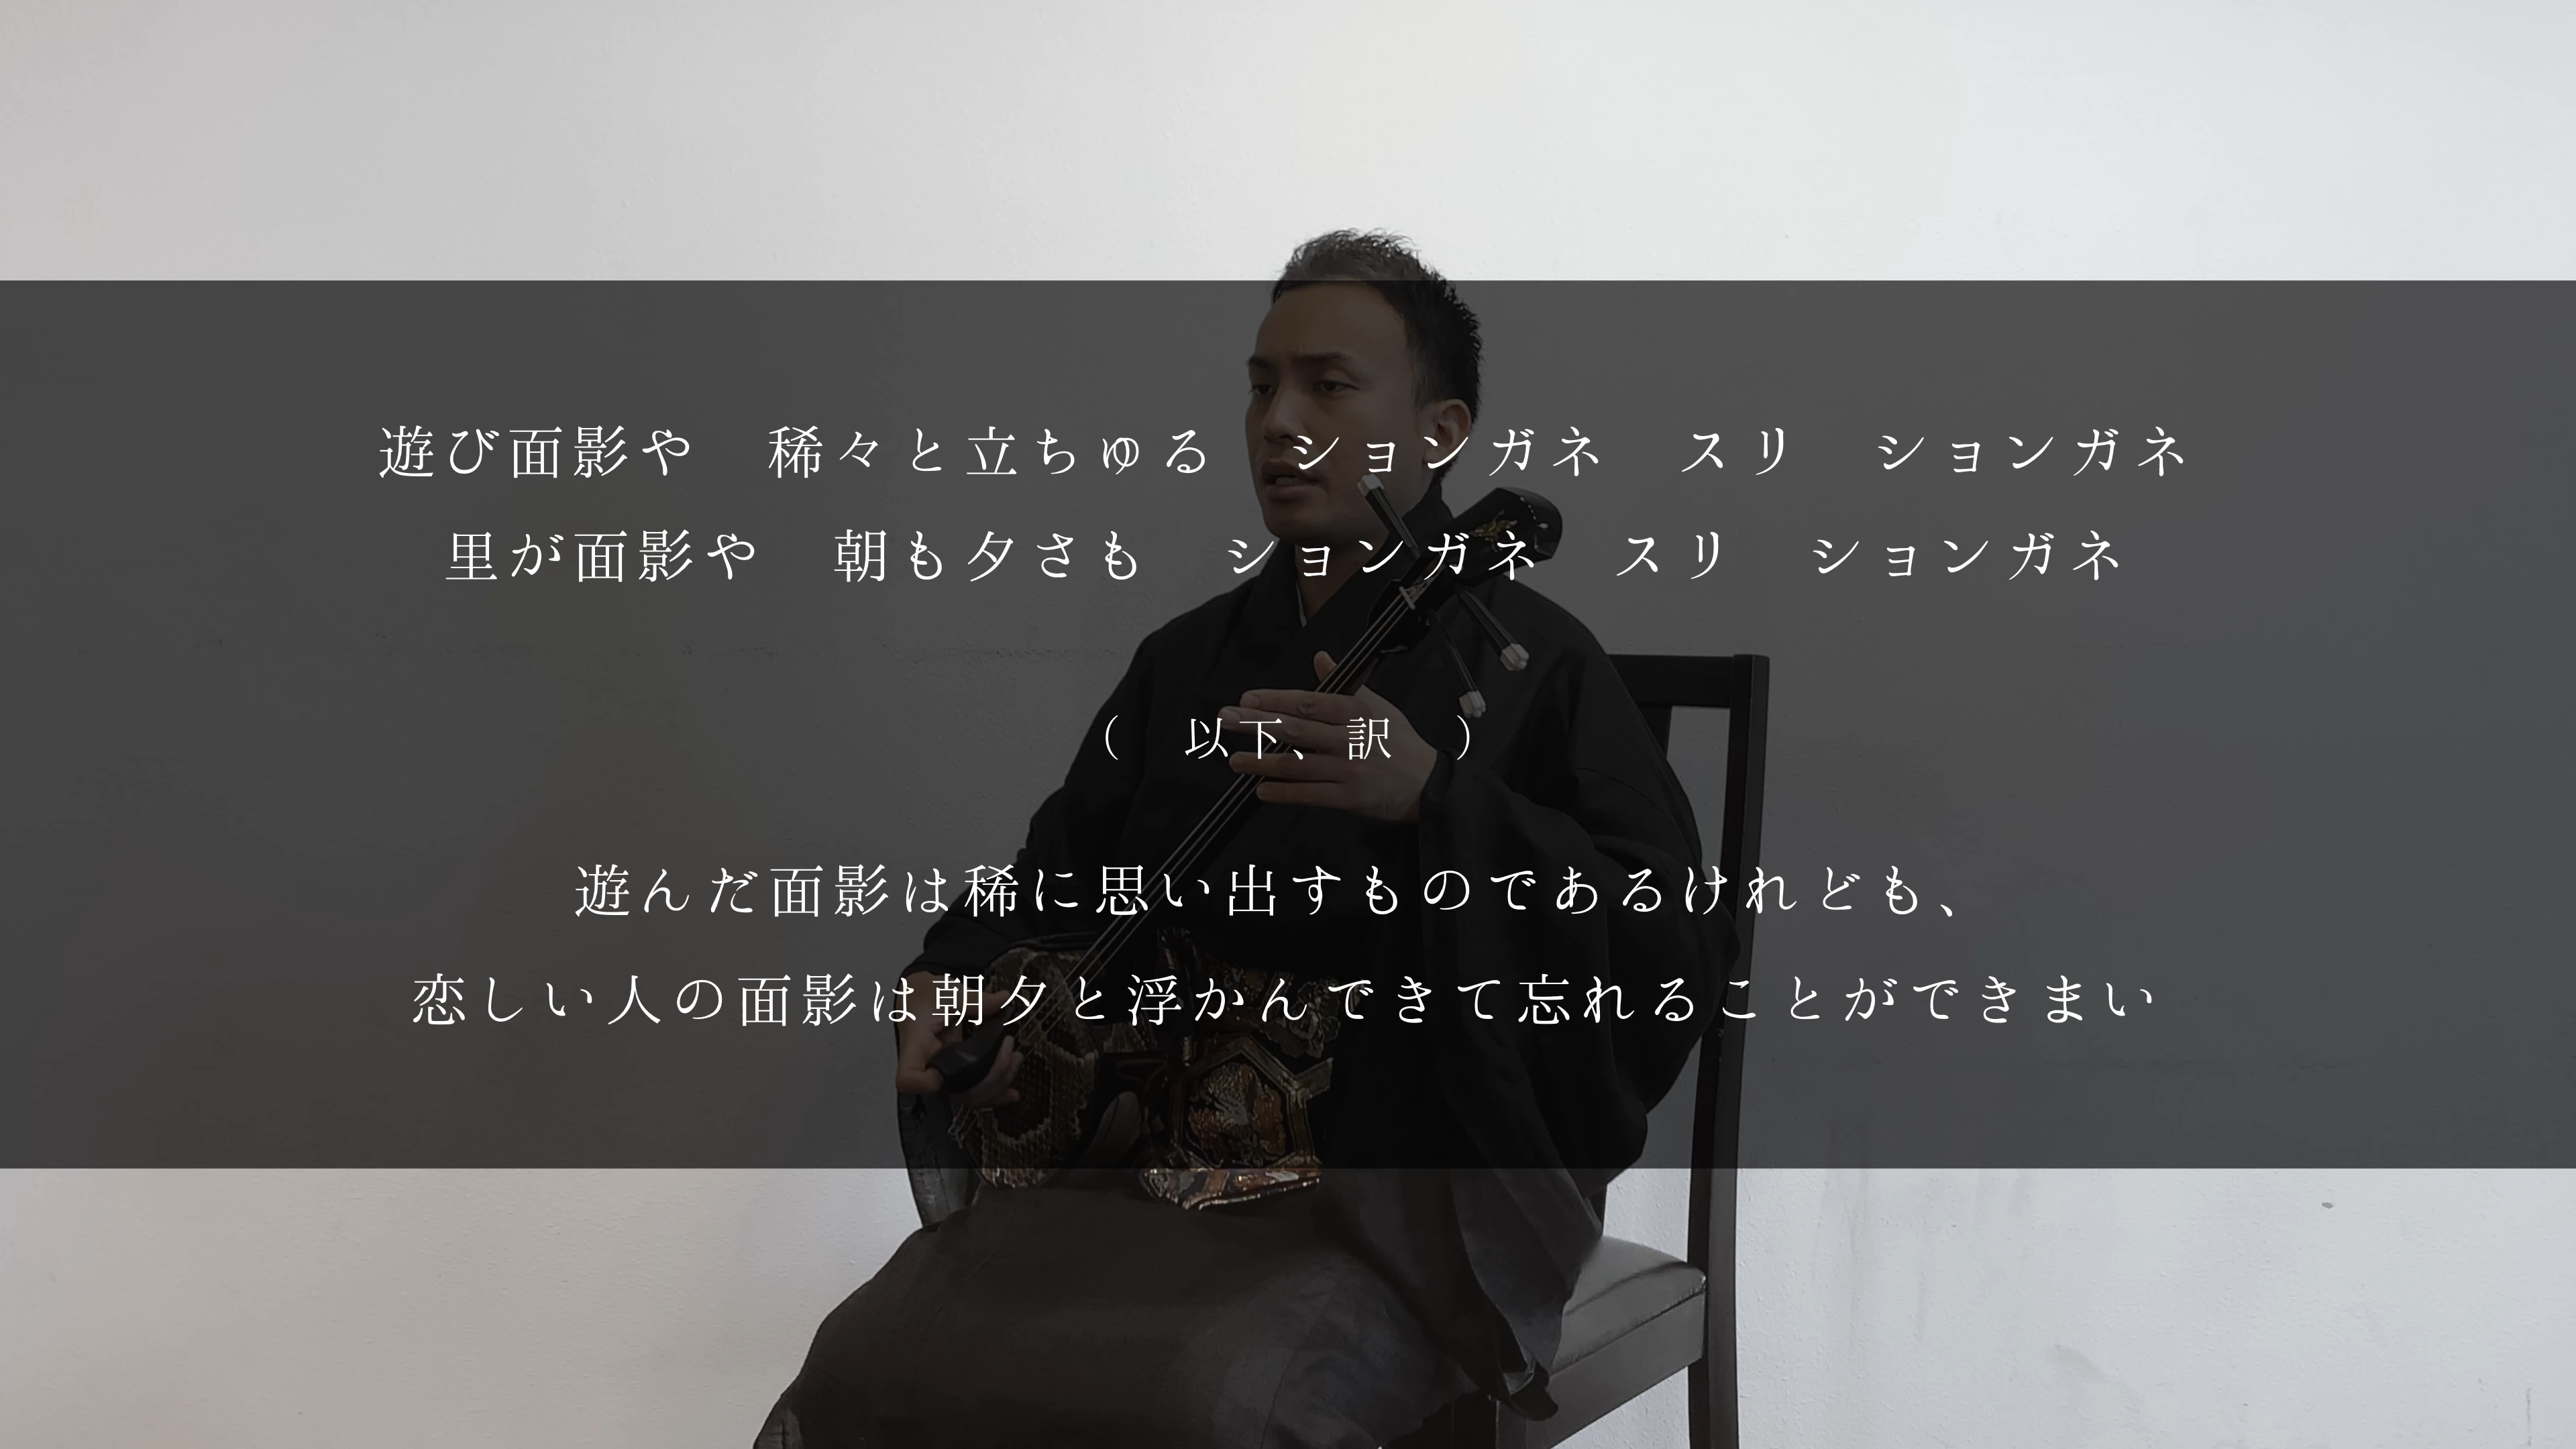 遊び面影や　稀々と立ちゆる　ションガネ　スリ　ションガネ
里が面影や　朝も夕さも　ションガネ　スリ　ションガネ
（　以下、訳　）
遊んだ面影は稀に思い出すものであるけれども、
恋しい人の面影は朝夕と浮かんできて忘れることができまい